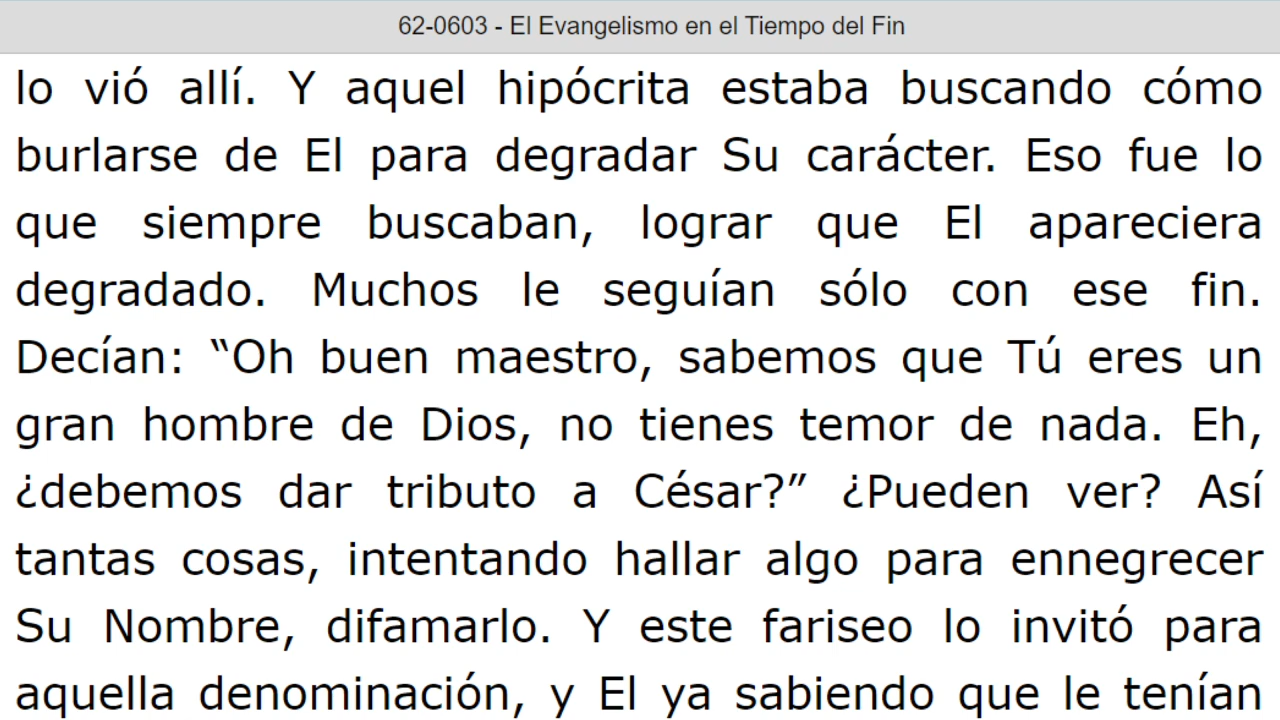 62-0603 - El Evangelismo en el Tiempo del Fin
lo vió allí. Y aquel hipócrita estaba buscando cómo
burlarse de El para degradar Su carácter. Eso fue lo
que siempre buscaban, lograr que El apareciera
degradado. Muchos le seguían sólo con ese fin.
Decían: “Oh buen maestro, sabemos que Tú eres un
gran hombre de Dios, no tienes temor de nada. Eh,
¿debemos dar tributo a César?” ¿Pueden ver? Así
tantas cosas, intentando hallar algo para ennegrecer
Su Nombre, difamarlo. Y este fariseo lo invitó para
aquella denominación, y El ya sabiendo que le tenían